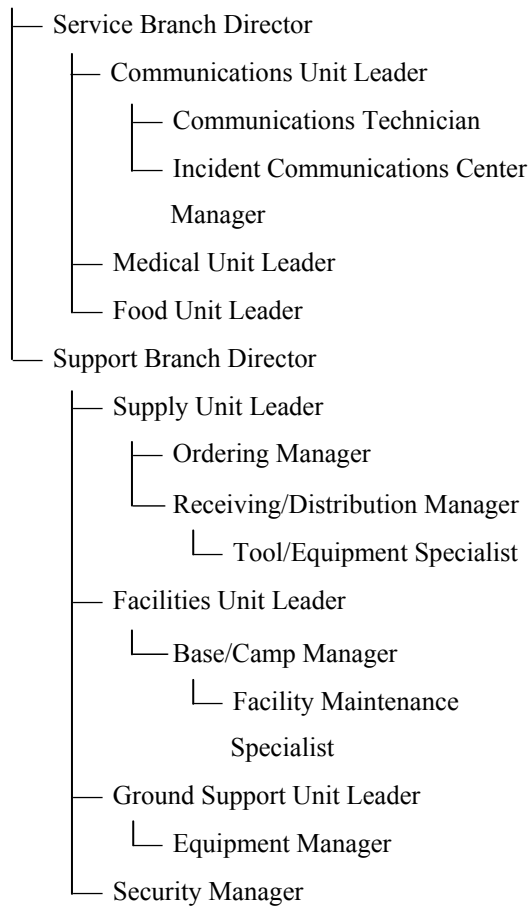 Service Branch Director
Communications Unit Leader
Communications Technician
Incident Communications Center
Manager
Medical Unit Leader
Food Unit Leader
Support Branch Director
Supply Unit Leader
Ordering Manager
Receiving/Distribution Manager
Tool/Equipment Specialist
Facilities Unit Leader
Base/Camp Manager
Facility Maintenance
Specialist
Ground Support Unit Leader
Equipment Manager
Security Manager